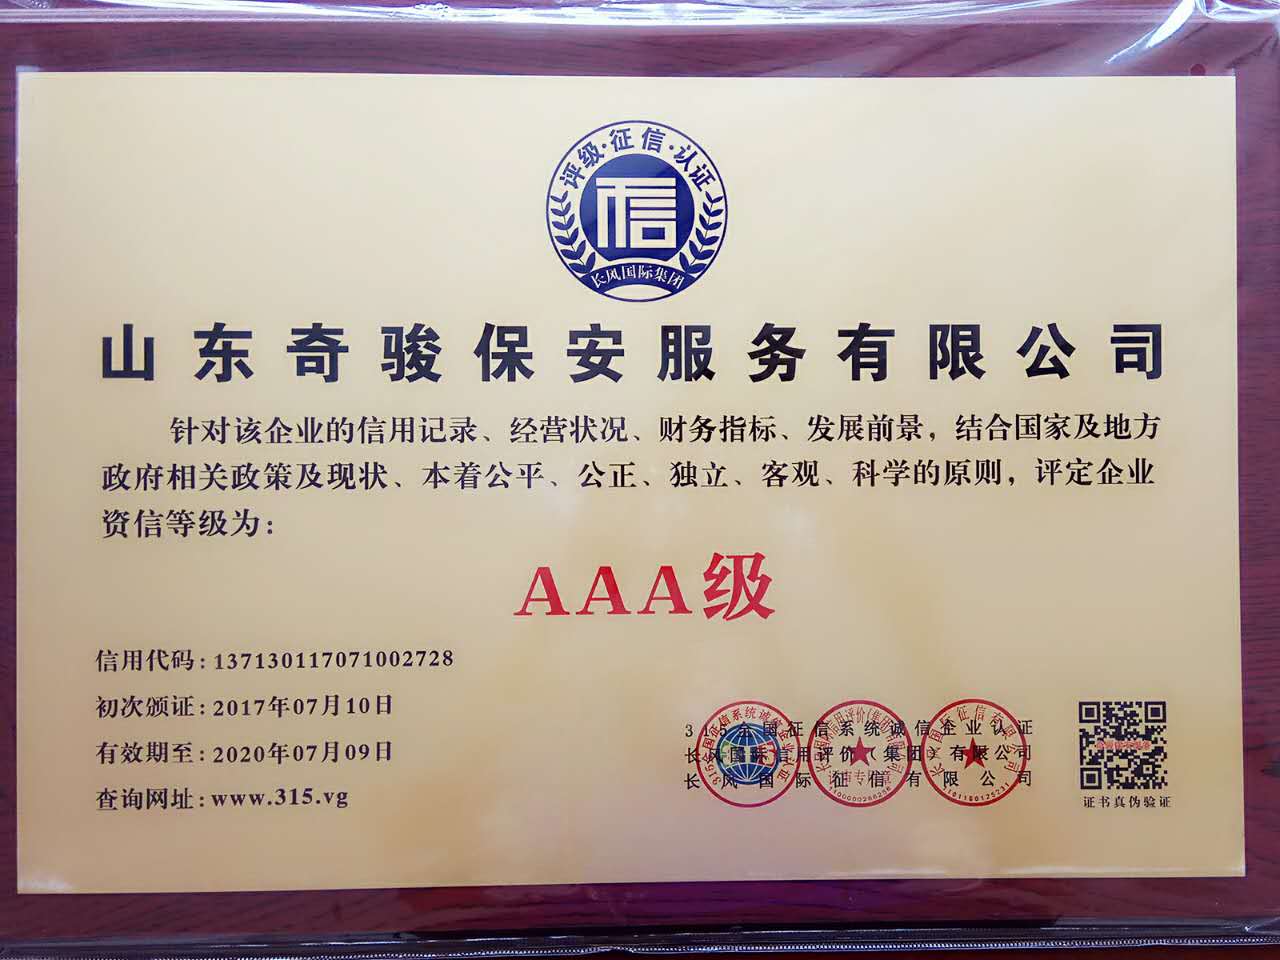 评级·征信·认证
信
长风国际集团
山东奇骏保安服务有限公司
针对该企业的信用记录、经营状况、财务指标、发展前景，结合国家及地方
政府相关政策及现状、本着公平、公正、独立、客观、科学的原则，评定企业
资信等级为：
AAA级
信用代码：137130117071002728
初次颁证：2017年07月10日
有效期至：2020年07月09日
查询网址：www.315.vg
315全国征信系统诚信企业认证
长风国际信用评价（集团）有限公司
长风国际征信有限公司
证书真伪验证